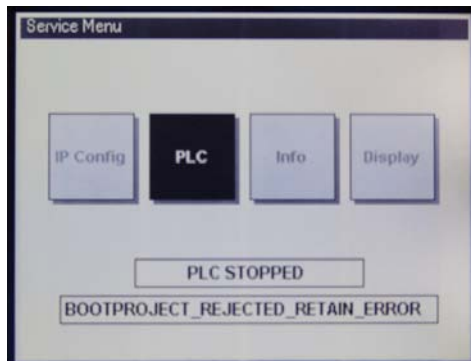 Service Menu
IP Config PLC Info Display
PLC STOPPED
BOOTPROJECT_REJECTED_RETAIN_ERROR